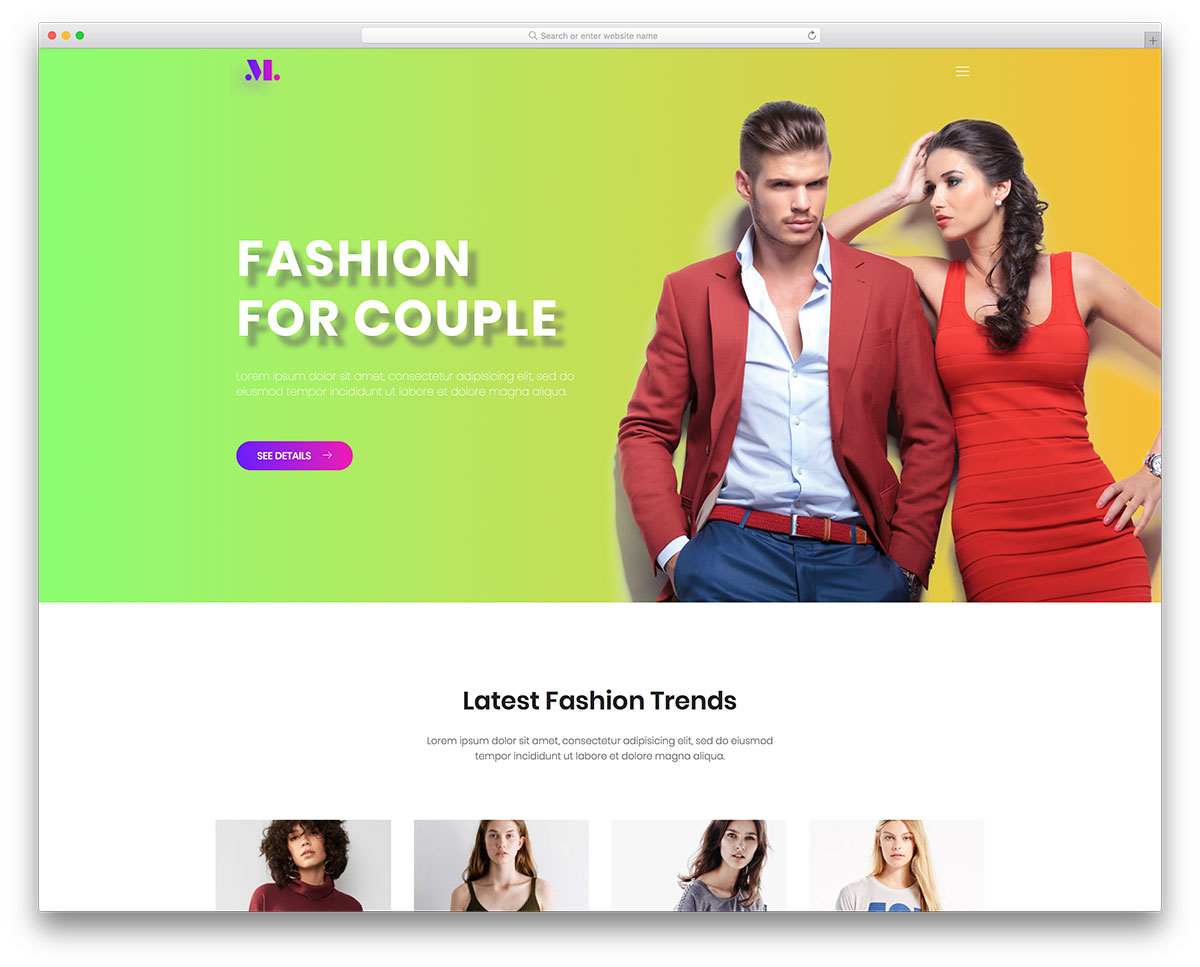 Search or enter website name
M.
FASHION
FOR COUPLE
Lorem ipsum dolor sit amet, consectetur adipisicing elit, sed do
eiusmod tempor incididunt ut labore et dolore magna aliqua.
SEE DETAILS
Latest Fashion Trends
Lorem ipsum dolor sit amet, consectetur adipisicing elit, sed do eiusmod
tempor incididunt ut labore et dolore magna aliqua.